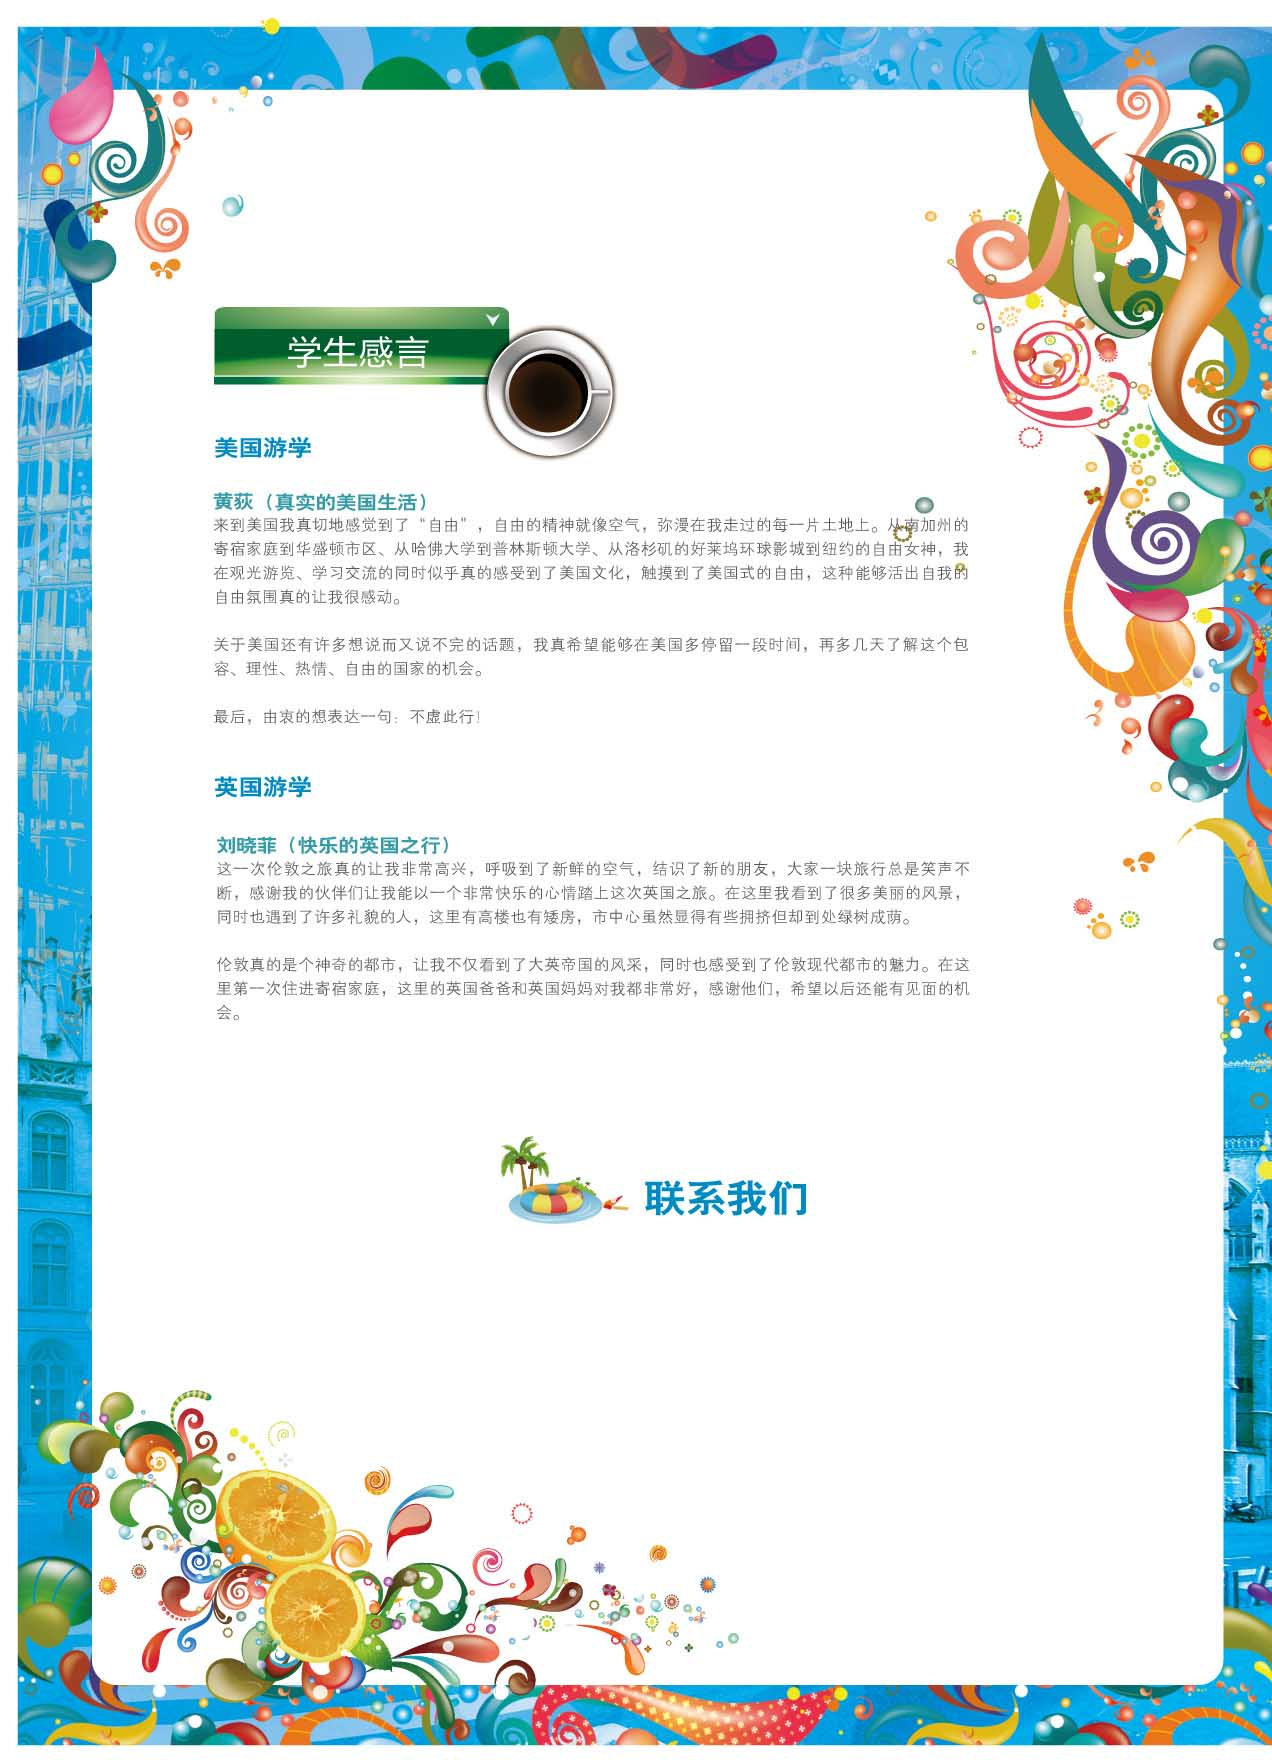 学生感言
美国游学
黄荻（真实的美国生活）
来到美国我真切地感觉到了“自由”，自由的精神就像空气，弥漫在我走过的每一片土地上。从南加州的
寄宿家庭到华盛顿市区、从哈佛大学到普林斯顿大学、从洛杉矶的好莱坞环球影城到纽约的自由女神，我
在观光游览、学习交流的同时似乎真的感受到了美国文化，触摸到了美国式的自由，这种能够活出自我的
自由氛围真的让我很感动。
关于美国还有许多想说而又说不完的话题，我真希望能够在美国多停留一段时间，再多几天了解这个包
容、理性、热情、自由的国家的机会。
最后，由衷的想表达一句：不虚此行！
英国游学
刘晓菲（快乐的英国之行）
这一次伦敦之旅真的让我非常高兴，呼吸到了新鲜的空气，结识了新的朋友，大家一块旅行总是笑声不
断，感谢我的伙伴们让我能以一个非常快乐的心情踏上这次英国之旅。在这里我看到了很多美丽的风景，
同时也遇到了许多礼貌的人，这里有高楼也有矮房，市中心虽然显得有些拥挤但却到处绿树成荫。
伦敦真的是个神奇的都市，让我不仅看到了大英帝国的风采，同时也感受到了伦敦现代都市的魅力。在这
里第一次住进寄宿家庭，这里的英国爸爸和英国妈妈对我都非常好，感谢他们，希望以后还能有见面的机
会。
联系我们